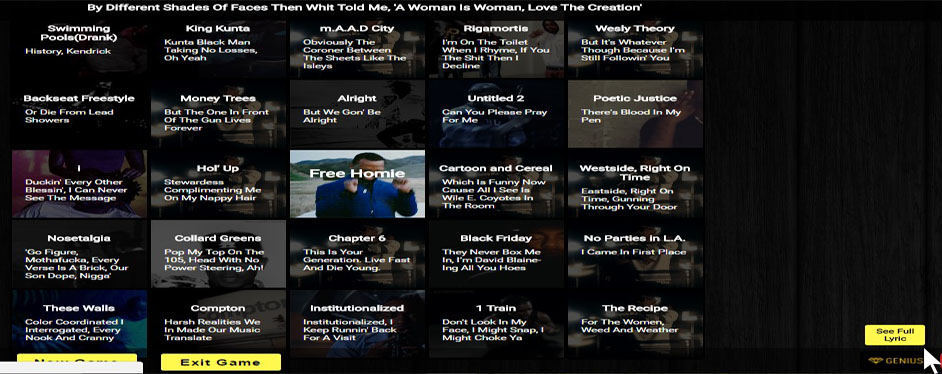 By Different Shades Of Faces Then Whit Told Me, 'A Woman Is Woman, Love The Creation'
Swimming
Pools(Drank)
History, Kendrick
King Kunta
Kunta Black Man
Taking No Losses,
Oh Yeah
m.A.A.D City
Obviously The
Coroner Between
The Sheets Like The
Isleys
Rigamortis
I'm On The Toilet
When I Rhyme, If You
The Shit Then I
Decline
Wesly Theory
But It's Whatever
Though Because I'm
Still Followin' You
Backseat Freestyle
Or Die From Lead
Showers
Money Trees
But The One In Front
Of The Gun Lives
Forever
Alright
But We Gon' Be
Alright
Untitled 2
Can You Please Pray
For Me
Poetic Justice
There's Blood In My
Pen
I
Duckin' Every Other
Blessin', I Can Never
See The Message
Hol' Up
Stewardess
Complimenting Me
On My Nappy Hair
Free Homie
Cartoon and Cereal
Which Is Funny Now
Cause All I See Is
Wile E. Coyotes In
The Room
Westside, Right On
Time
Eastside, Right On
Time, Gunning
Through Your Door
Nosetalgia
'Go Figure,
Mothafucka, Every
Verse Is A Brick, Our
Son Dope, Nigga'
Collard Greens
Pop My Top On The
105, Head With No
Power Steering, Ah!
Chapter 6
This Is Your
Generation. Live Fast
And Die Young.
Black Friday
They Never Box Me
In, I'm David Blaine-
Ing All You Hoes
No Parties in L.A.
I Came In First Place
These Walls
Color Coordinated I
Interrogated, Every
Nook And Cranny
Compton
Harsh Realities We
In Made Our Music
Translate
Institutionalized
Institutionalized, I
Keep Runnin' Back
For A Visit
1 Train
Don't Look In My
Face, I Might Snap, I
Might Choke Ya
The Recipe
For The Women,
Weed And Weather
See Full
Lyric
New Game
Exit Game
GENIUS